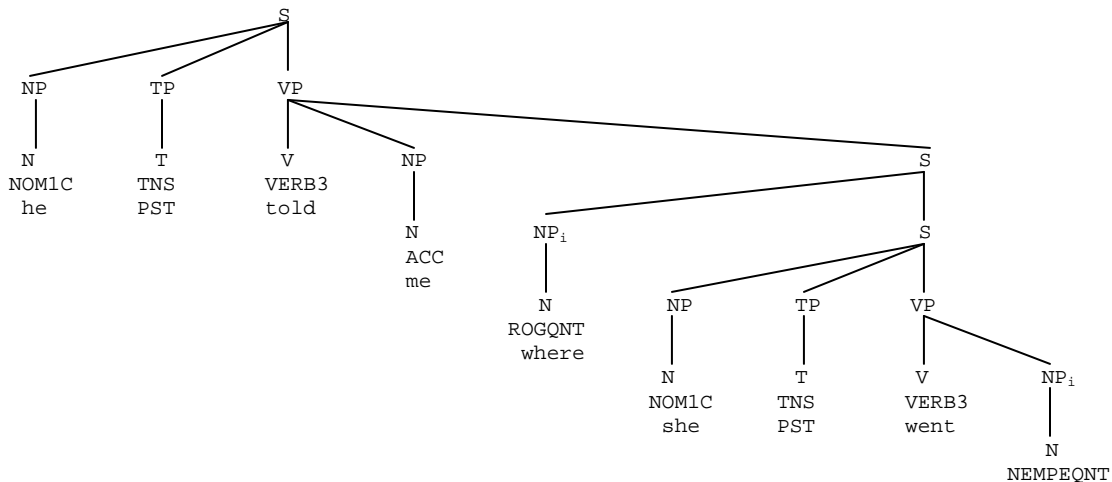 S
NP TP VP
N T V NP S
NOM1C TNS VERB3
he PST told
N NPi S
ACC
me
N NP TP VP
ROGQNT
where
N T V NPi
NOM1C TNS VERB3
she PST went
N
NEMPEQNT